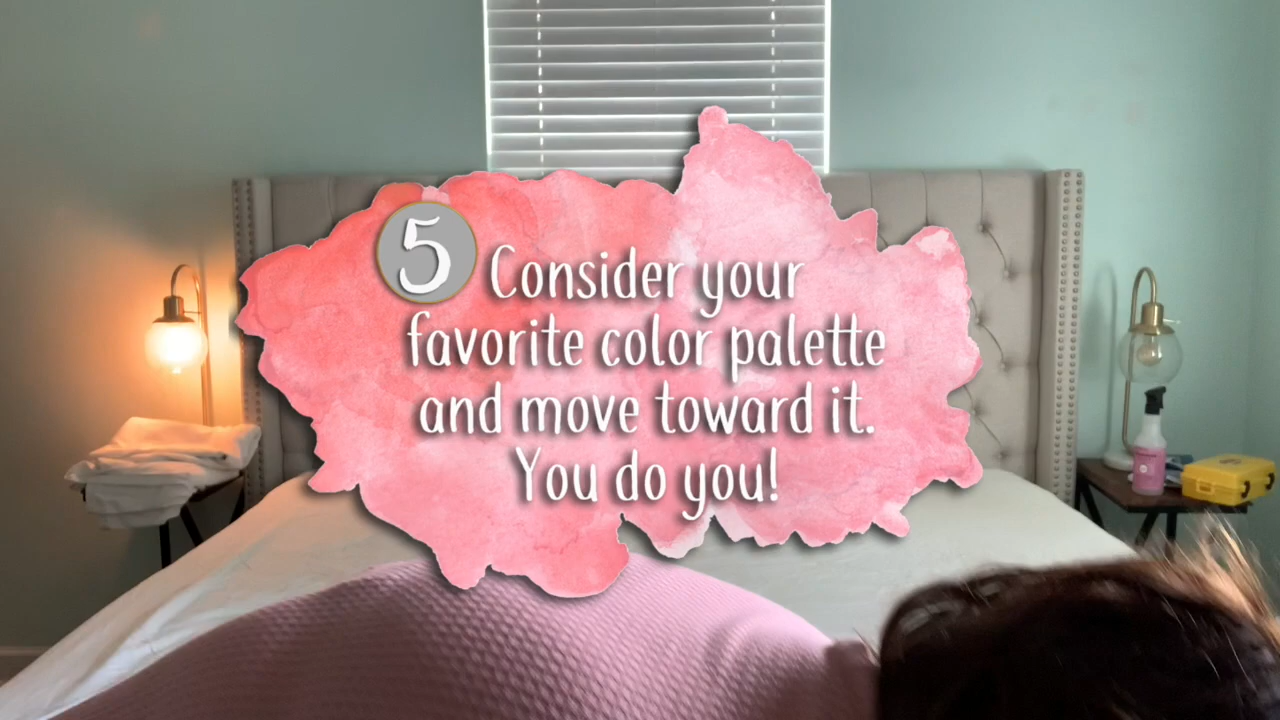 5 Consider your
favorite color palette
and move toward it.
You do you!